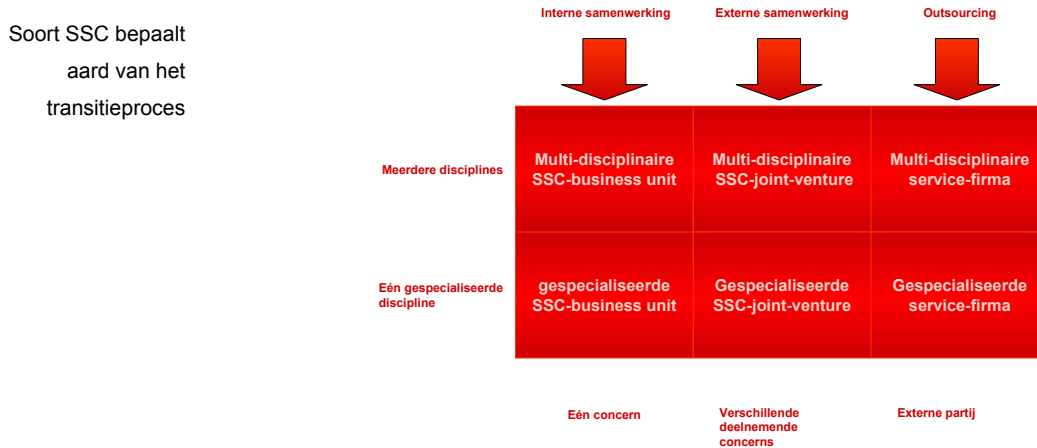 Soort SSC bepaalt
aard van het
transitieproces
Interne samenwerking
Externe samenwerking
Outsourcing
Meerdere disciplines
Multi-disciplinaire
SSC-business unit
Multi-disciplinaire
SSC-joint-venture
Multi-disciplinaire
service-firma
Eén gespecialiseerde
discipline
gespecialiseerde
SSC-business unit
Gespecialiseerde
SSC-joint-venture
Gespecialiseerde
service-firma
Eén concern
Verschillende
deelnemende
concerns
Externe partij